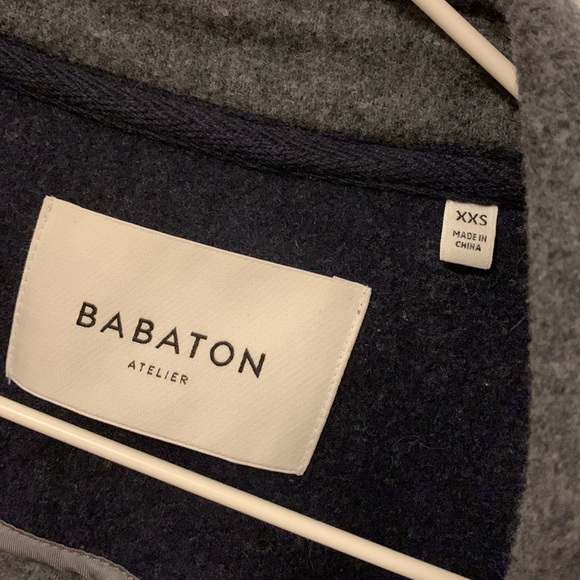 BABATON
ATELIER
XXS
MADE IN
CHINA